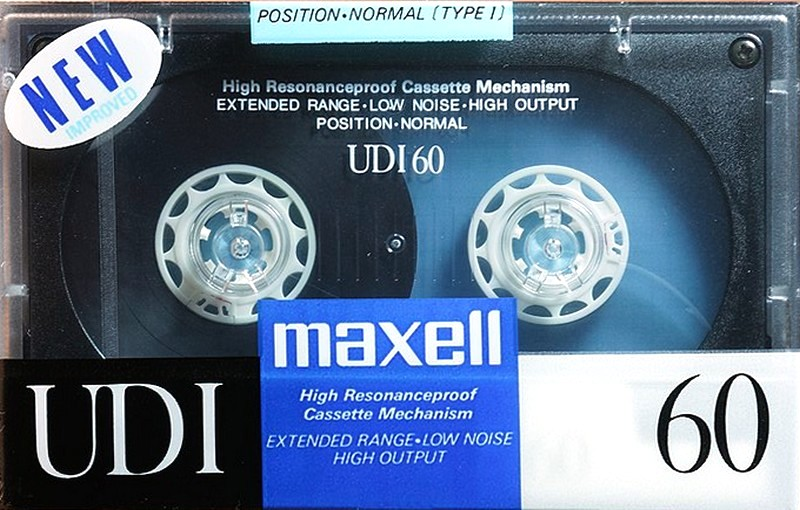 POSITION•NORMAL (TYPE I)
NEW
IMPROVED
High Resonanceproof Cassette Mechanism
EXTENDED RANGE•LOW NOISE•HIGH OUTPUT
POSITION•NORMAL
UDI 60
maxell
High Resonanceproof
Cassette Mechanism
EXTENDED RANGE•LOW NOISE
HIGH OUTPUT
UDI
60